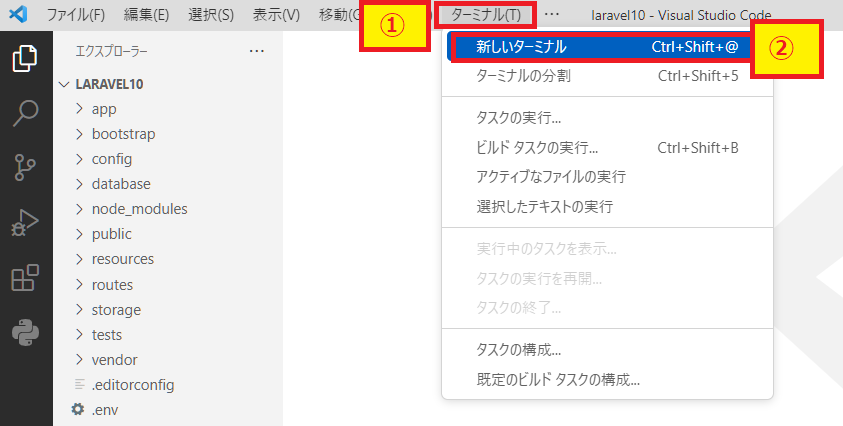 ファイル(F) 編集(E) 選択(S) 表示(V) 移動(G ① ) ターミナル(T) … laravel10 - Visual Studio Code
エクスプローラー …
LARAVEL10
app
bootstrap
config
database
node_modules
public
resources
routes
storage
tests
vendor
.editorconfig
.env
新しいターミナル Ctrl+Shift+@ ②
ターミナルの分割 Ctrl+Shift+5
タスクの実行...
ビルド タスクの実行... Ctrl+Shift+B
アクティブなファイルの実行
選択したテキストの実行
実行中のタスクを表示...
タスクの実行を再開...
タスクの終了...
タスクの構成...
既定のビルド タスクの構成...